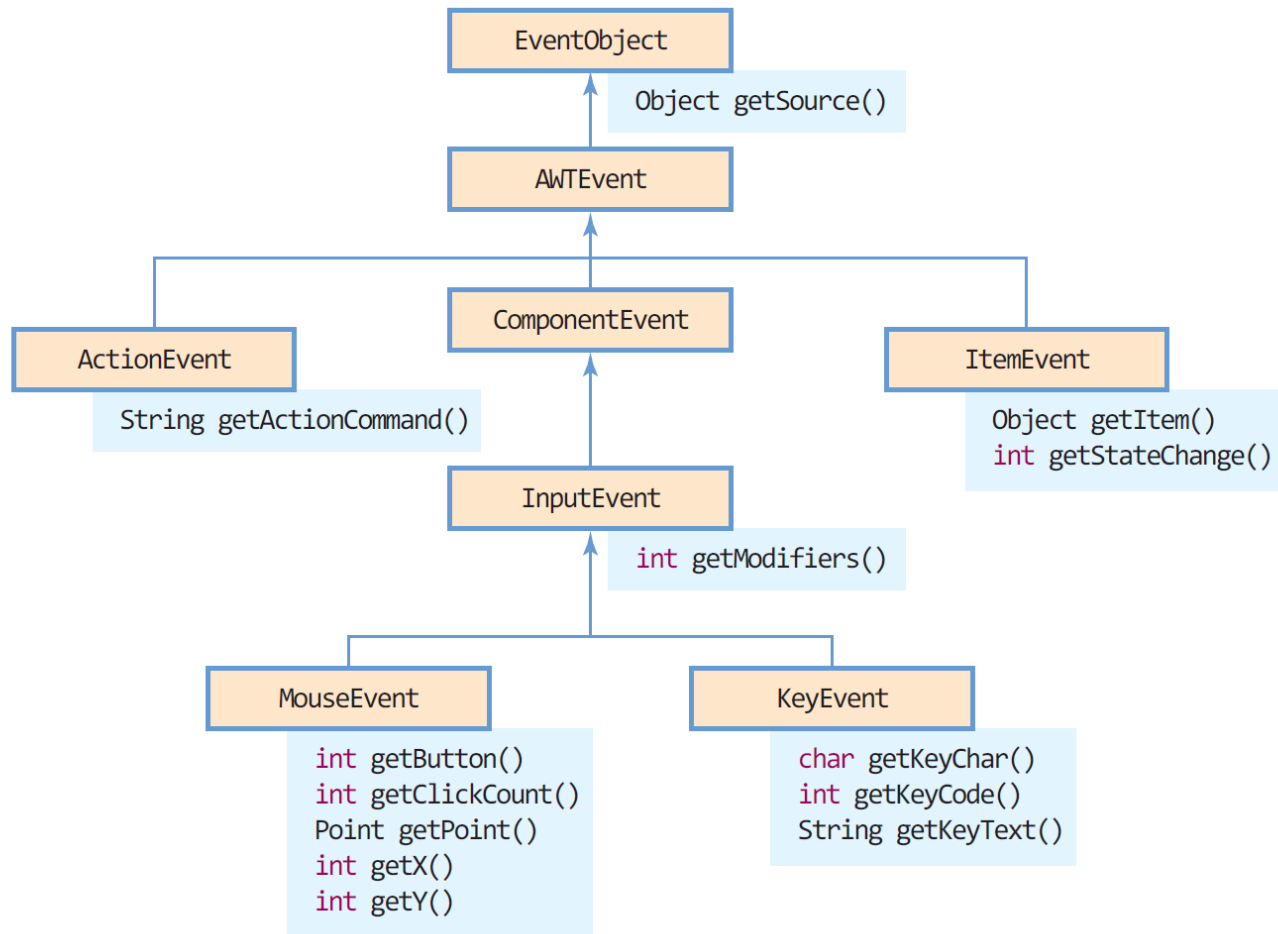 EventObject
Object getSource()
AWTEvent
ComponentEvent
ActionEvent
String getActionCommand()
ItemEvent
Object getItem()
int getStateChange()
InputEvent
int getModifiers()
MouseEvent
int getButton()
int getClickCount()
Point getPoint()
int getX()
int getY()
KeyEvent
char getKeyChar()
int getKeyCode()
String getKeyText()